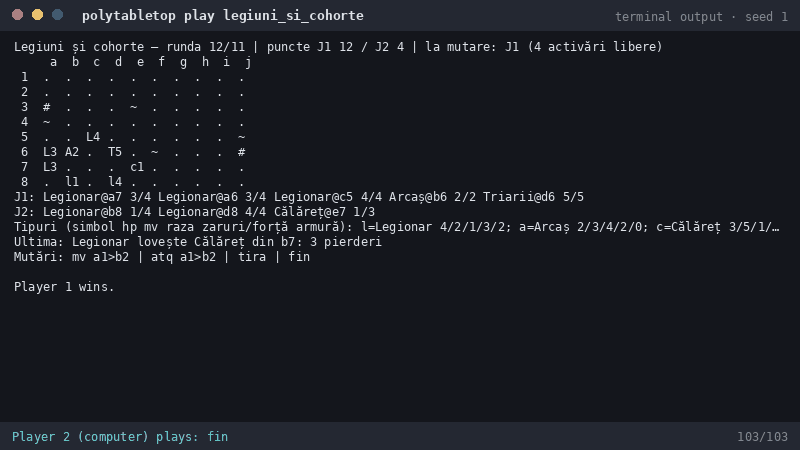 polytabletop play legiuni_si_cohorte
terminal output · seed 1
Legiuni și cohorte — runda 12/11 | puncte J1 12 / J2 4 | la mutare: J1 (4 activări libere)
a b c d e f g h i j
1 . . . . . . . . . .
2 . . . . . . . . . .
3 # . . . ~ . . . . .
4 ~ . . . . . . . . .
5 . . L4 . . . . . . ~
6 L3 A2 . T5 . ~ . . . #
7 L3 . . . c1 . . . . .
8 . l1 . l4 . . . . . .
J1: Legionar@a7 3/4 Legionar@a6 3/4 Legionar@c5 4/4 Arcaș@b6 2/2 Triarii@d6 5/5
J2: Legionar@b8 1/4 Legionar@d8 4/4 Călăreț@e7 1/3
Tipuri (simbol hp mv raza zaruri/forță armură): l=Legionar 4/2/1/3/2; a=Arcaș 2/3/4/2/0; c=Călăreț 3/5/1/…
Ultima: Legionar lovește Călăreț din b7: 3 pierderi
Mutări: mv a1>b2 | atq a1>b2 | tira | fin
Player 1 wins.
Player 2 (computer) plays: fin
103/103